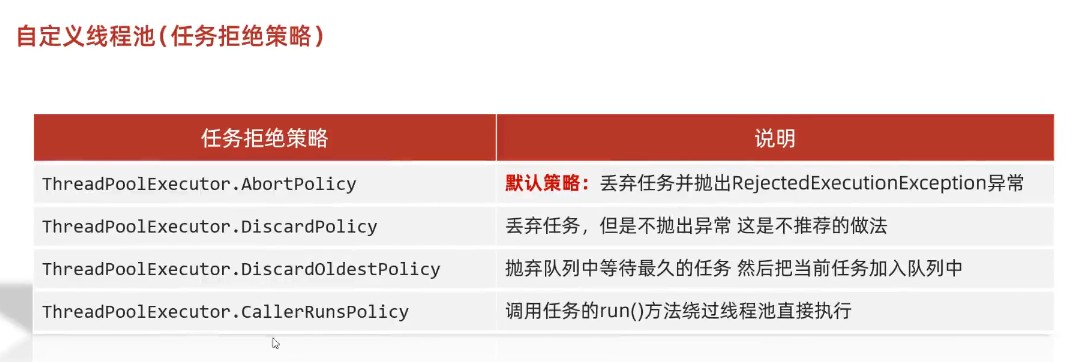 自定义线程池(任务拒绝策略)
任务拒绝策略 说明
ThreadPoolExecutor.AbortPolicy 默认策略：丢弃任务并抛出RejectedExecutionException异常
ThreadPoolExecutor.DiscardPolicy 丢弃任务，但是不抛出异常 这是不推荐的做法
ThreadPoolExecutor.DiscardOldestPolicy 抛弃队列中等待最久的任务 然后把当前任务加入队列中
ThreadPoolExecutor.CallerRunsPolicy 调用任务的run()方法绕过线程池直接执行